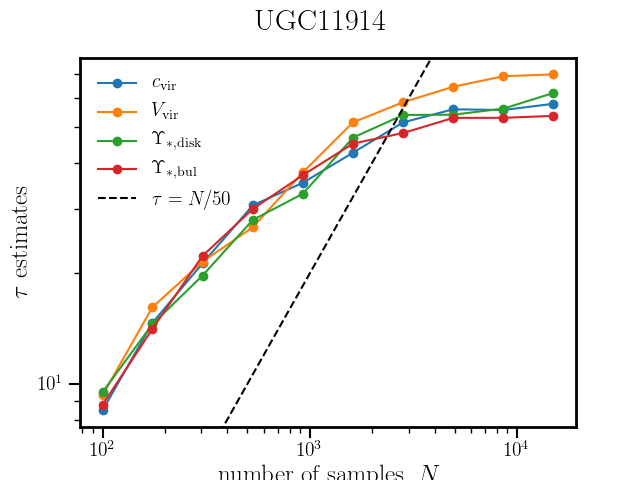 UGC11914
c_vir
V_vir
Υ_*,disk
Υ_*,bul
τ = N/50
τ estimates
10^1
10^2 10^3 10^4
number of samples, N